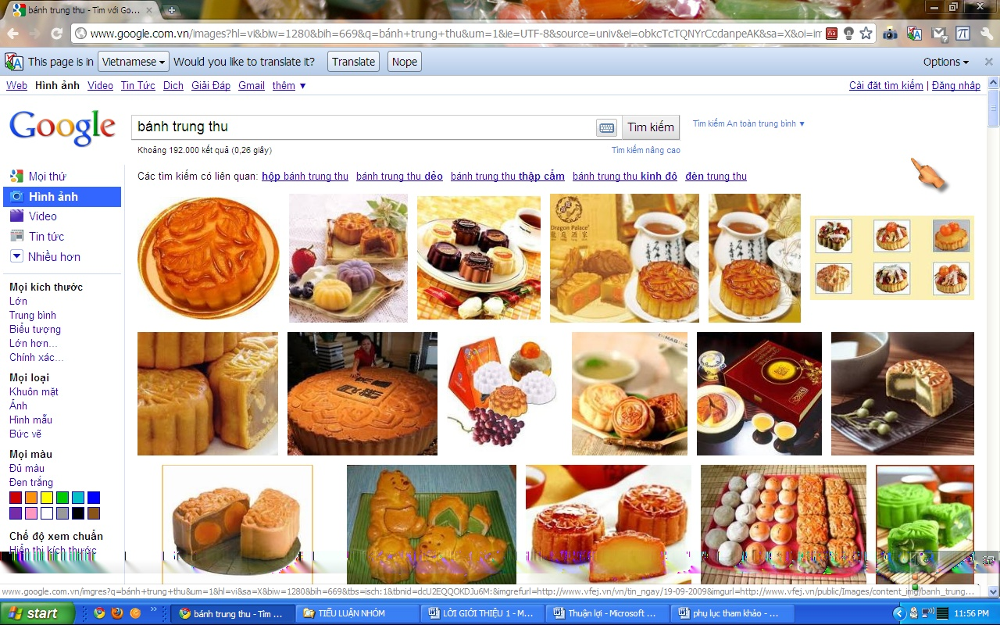 bánh trung thu - Tìm với Go...
www.google.com.vn/images?hl=vi&biw=1280&bih=669&q=bánh+trung+thu&um=1&ie=UTF-8&source=univ&ei=obkcTcTQNYrCcdanpeAK&sa=X&oi=im
This page is in Vietnamese Would you like to translate it? Translate Nope Options
Web Hình ảnh Video Tin Tức Dịch Giải Đáp Gmail thêm ▼ Cài đặt tìm kiếm | Đăng nhập
Google bánh trung thu Tìm kiếm Tìm kiếm An toàn trung bình ▼
Khoảng 192.000 kết quả (0,26 giây) Tìm kiếm nâng cao
Các tìm kiếm có liên quan: hộp bánh trung thu bánh trung thu dẻo bánh trung thu thập cẩm bánh trung thu kinh đô đèn trung thu
Mọi thứ
Hình ảnh
Video
Tin tức
Nhiều hơn
Mọi kích thước
Lớn
Trung bình
Biểu tượng
Lớn hơn...
Chính xác...
Mọi loại
Khuôn mặt
Ảnh
Hình mẫu
Bức vẽ
Mọi màu
Đủ màu
Đen trắng
Chế độ xem chuẩn
Hiển thị kích thước
Dragon Palace
龍庭酒家
www.google.com.vn/imgres?q=bánh+trung+thu&um=1&hl=vi&sa=X&biw=1280&bih=669&tbs=isch:1&tbnid=dcU2EQQOKDJu6M:&imgrefurl=http://www.vfej.vn/vn/tin_ngay/19-09-2009&imgurl=http://www.vfej.vn/public/Images/content_img/banh_trung...
start bánh trung thu - Tìm ... TIỂU LUẬN NHÓM LỜI GIỚI THIỆU 1 - M... Thuận lợi - Microsoft ... phụ lục tham khảo - ... 11:56 PM